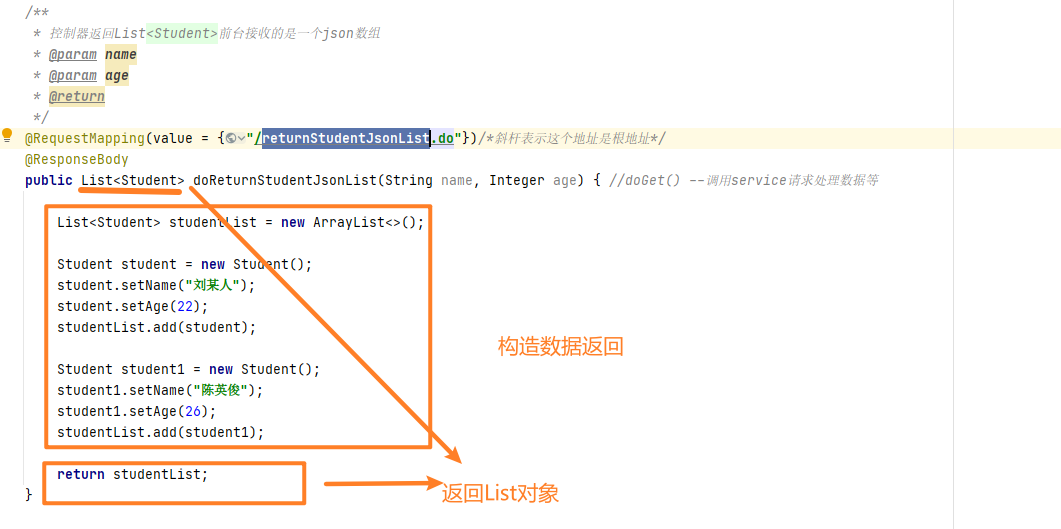 /**
 * 控制器返回List<Student>前台接收的是一个json数组
 * @param name
 * @param age
 * @return
 */
@RequestMapping(value = {"/returnStudentJsonList.do"})/*斜杆表示这个地址是根地址*/
@ResponseBody
public List<Student> doReturnStudentJsonList(String name, Integer age) { //doGet() --调用service请求处理数据等
List<Student> studentList = new ArrayList<>();
Student student = new Student();
student.setName("刘某人");
student.setAge(22);
studentList.add(student);
构造数据返回
Student student1 = new Student();
student1.setName("陈英俊");
student1.setAge(26);
studentList.add(student1);
return studentList;
返回List对象
}